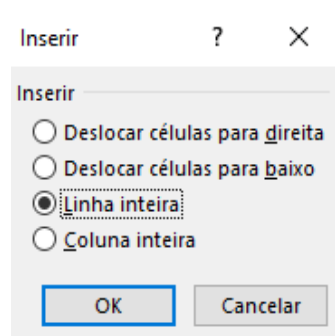 Inserir ? ×
Inserir
Deslocar células para direita
Deslocar células para baixo
Linha inteira
Coluna inteira
OK Cancelar